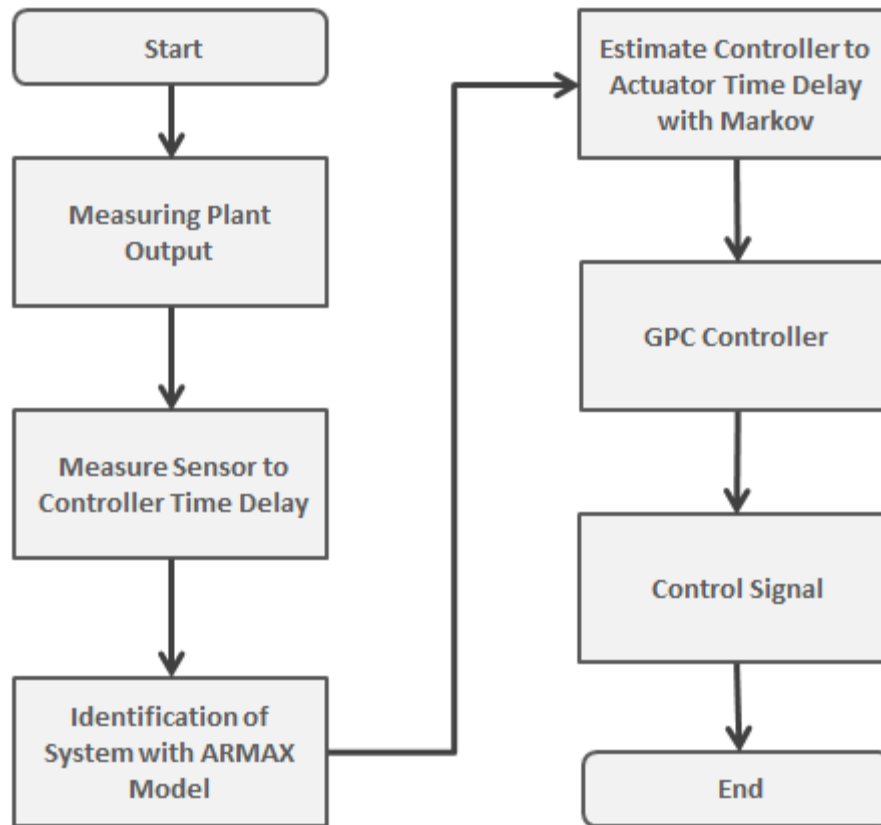 Start
Measuring Plant
Output
Measure Sensor to
Controller Time Delay
Identification of
System with ARMAX
Model
Estimate Controller to
Actuator Time Delay
with Markov
GPC Controller
Control Signal
End